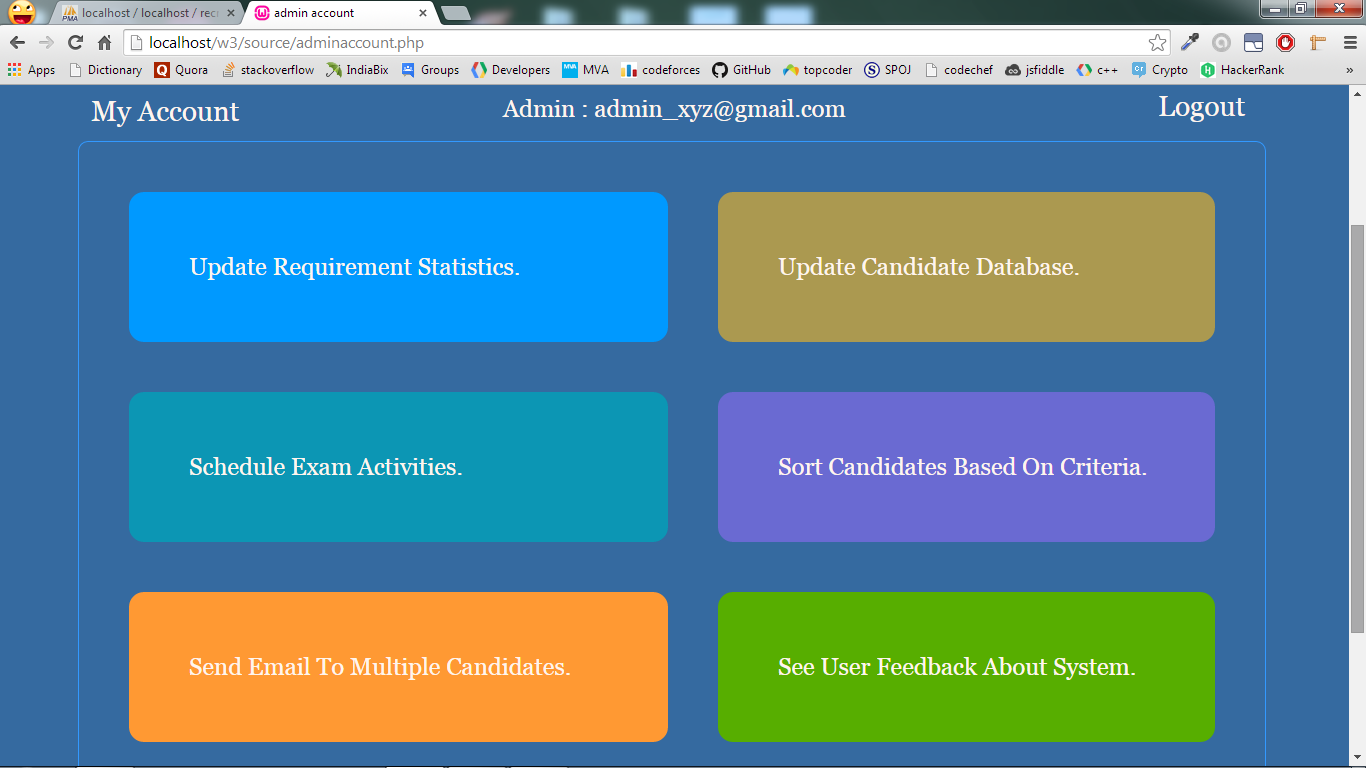 localhost / localhost / recr
admin account
localhost/w3/source/adminaccount.php
Apps Dictionary Quora stackoverflow IndiaBix Groups Developers MVA codeforces GitHub topcoder SPOJ codechef jsfiddle c++ Crypto HackerRank »
My Account Admin : admin_xyz@gmail.com Logout
Update Requirement Statistics. Update Candidate Database.
Schedule Exam Activities. Sort Candidates Based On Criteria.
Send Email To Multiple Candidates. See User Feedback About System.